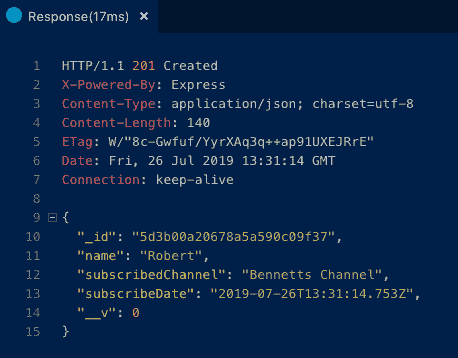 Response(17ms) ×
1 HTTP/1.1 201 Created
2 X-Powered-By: Express
3 Content-Type: application/json; charset=utf-8
4 Content-Length: 140
5 ETag: W/"8c-Gwfuf/YyrXAq3q++ap91UXEJRrE"
6 Date: Fri, 26 Jul 2019 13:31:14 GMT
7 Connection: keep-alive
8
9 {
10 "_id": "5d3b00a20678a5a590c09f37",
11 "name": "Robert",
12 "subscribedChannel": "Bennetts Channel",
13 "subscribeDate": "2019-07-26T13:31:14.753Z",
14 "__v": 0
15 }